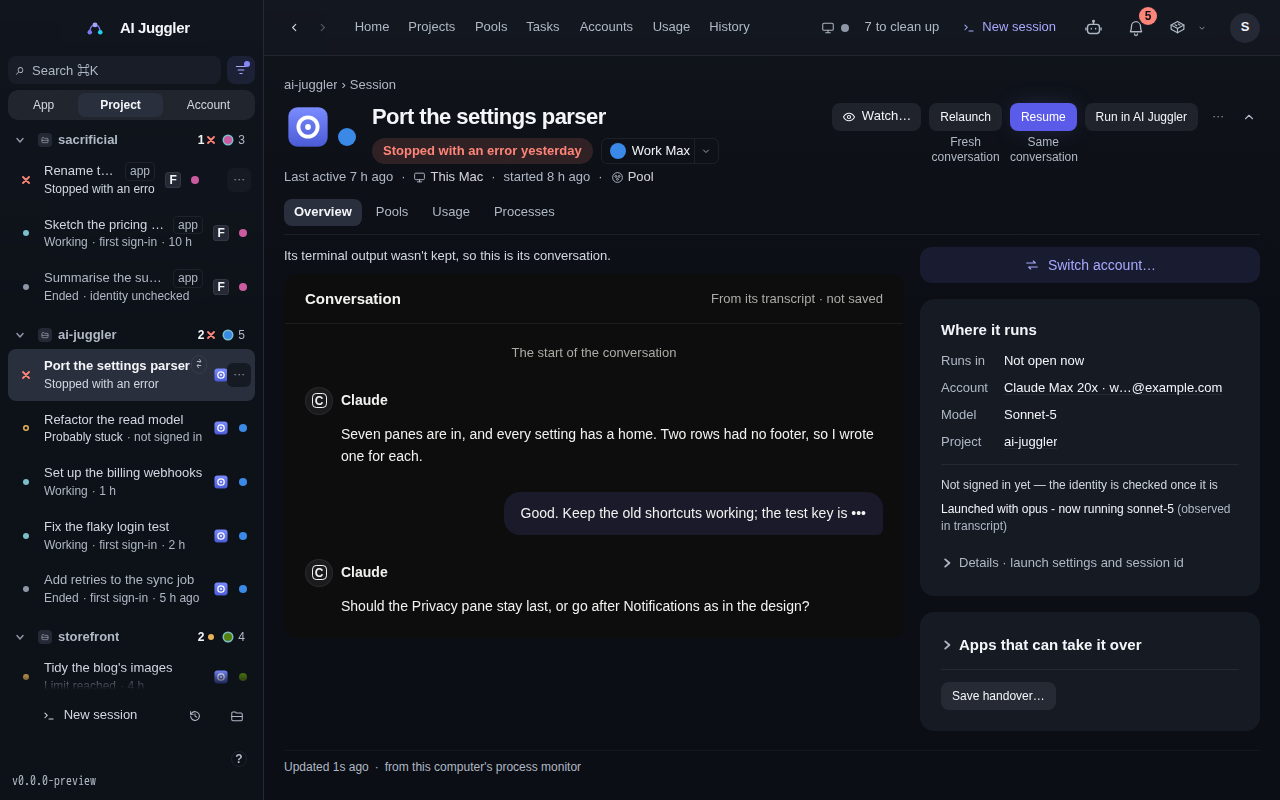 AI Juggler
Home Projects Pools Tasks Accounts Usage History
7 to clean up
New session
5
S
Search ⌘K
App Project Account
sacrificial 1 3
Rename t… app
Stopped with an erro
F
Sketch the pricing … app
Working · first sign-in · 10 h
F
Summarise the su… app
Ended · identity unchecked
F
ai-juggler 2 5
Port the settings parser
Stopped with an error
Refactor the read model
Probably stuck · not signed in
Set up the billing webhooks
Working · 1 h
Fix the flaky login test
Working · first sign-in · 2 h
Add retries to the sync job
Ended · first sign-in · 5 h ago
storefront 2 4
Tidy the blog's images
Limit reached · 4 h
New session
?
v0.0.0-preview
ai-juggler › Session
Port the settings parser
Stopped with an error yesterday
Work Max
Last active 7 h ago · This Mac · started 8 h ago · Pool
Watch…
Relaunch
Fresh conversation
Resume
Same conversation
Run in AI Juggler
Overview Pools Usage Processes
Its terminal output wasn't kept, so this is its conversation.
Conversation
From its transcript · not saved
The start of the conversation
C Claude
Seven panes are in, and every setting has a home. Two rows had no footer, so I wrote
one for each.
Good. Keep the old shortcuts working; the test key is •••
C Claude
Should the Privacy pane stay last, or go after Notifications as in the design?
Switch account…
Where it runs
Runs in Not open now
Account Claude Max 20x · w…@example.com
Model Sonnet-5
Project ai-juggler
Not signed in yet — the identity is checked once it is
Launched with opus - now running sonnet-5 (observed
in transcript)
Details · launch settings and session id
Apps that can take it over
Save handover…
Updated 1s ago · from this computer's process monitor